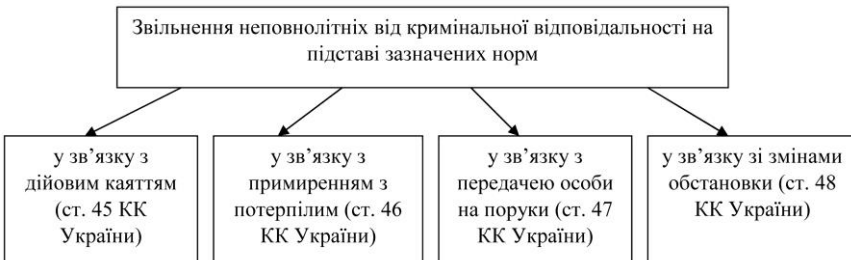 Звільнення неповнолітніх від кримінальної відповідальності на
підставі зазначених норм
у зв’язку з
дійовим каяттям
(ст. 45 КК
України)
у зв’язку з
примиренням з
потерпілим (ст. 46
КК України)
у зв’язку з
передачею особи
на поруки (ст. 47
КК України)
у зв’язку зі змінами
обстановки (ст. 48
КК України)